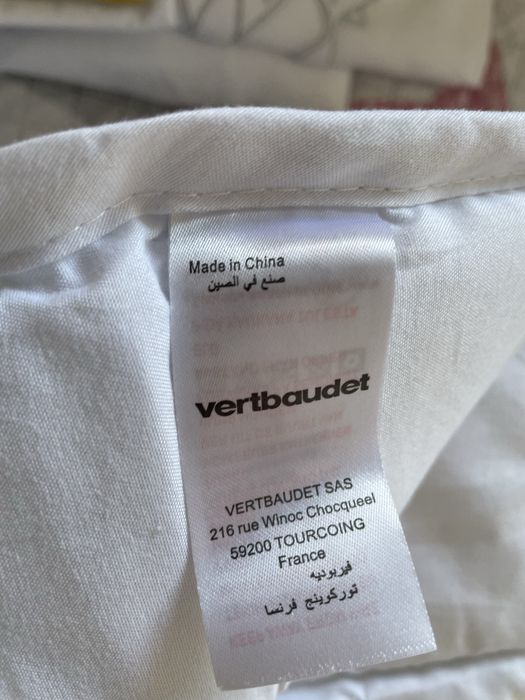 Made in China
صنع في الصين
vertbaudet
VERTBAUDET SAS
216 rue Winoc Chocqueel
59200 TOURCOING
France
فيربوديه
توركوينج فرنسا